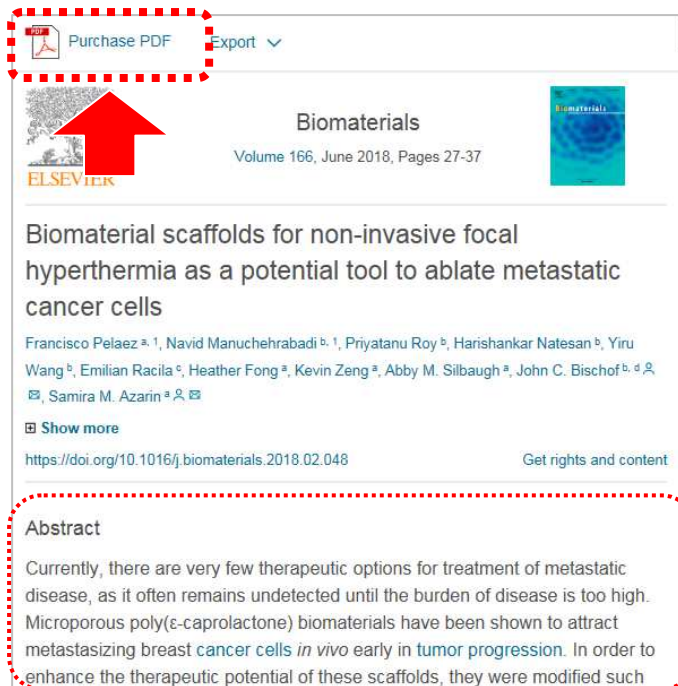 PDF
Purchase PDF Export
ELSEVIER
Biomaterials
Volume 166, June 2018, Pages 27-37
Biomaterials
Biomaterial scaffolds for non-invasive focal
hyperthermia as a potential tool to ablate metastatic
cancer cells
Francisco Pelaez a, 1, Navid Manuchehrabadi b, 1, Priyatanu Roy b, Harishankar Natesan b, Yiru
Wang b, Emilian Racila c, Heather Fong a, Kevin Zeng a, Abby M. Silbaugh a, John C. Bischof b, d
, Samira M. Azarin a
Show more
https://doi.org/10.1016/j.biomaterials.2018.02.048 Get rights and content
Abstract
Currently, there are very few therapeutic options for treatment of metastatic
disease, as it often remains undetected until the burden of disease is too high.
Microporous poly(ε-caprolactone) biomaterials have been shown to attract
metastasizing breast cancer cells in vivo early in tumor progression. In order to
enhance the therapeutic potential of these scaffolds, they were modified such